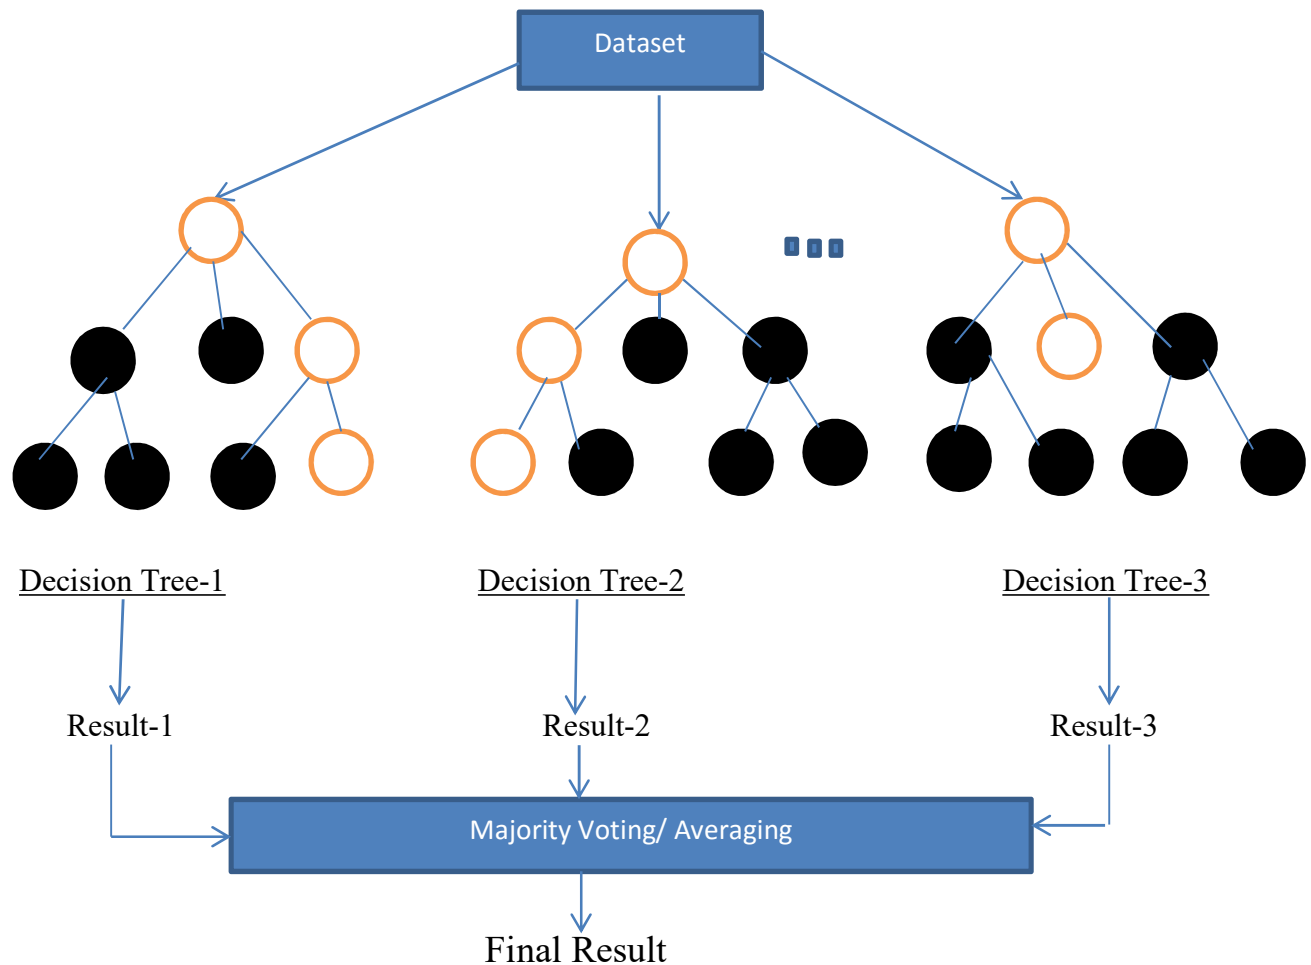 Dataset
Decision Tree-1
Decision Tree-2
Decision Tree-3
Result-1
Result-2
Result-3
Majority Voting/ Averaging
Final Result